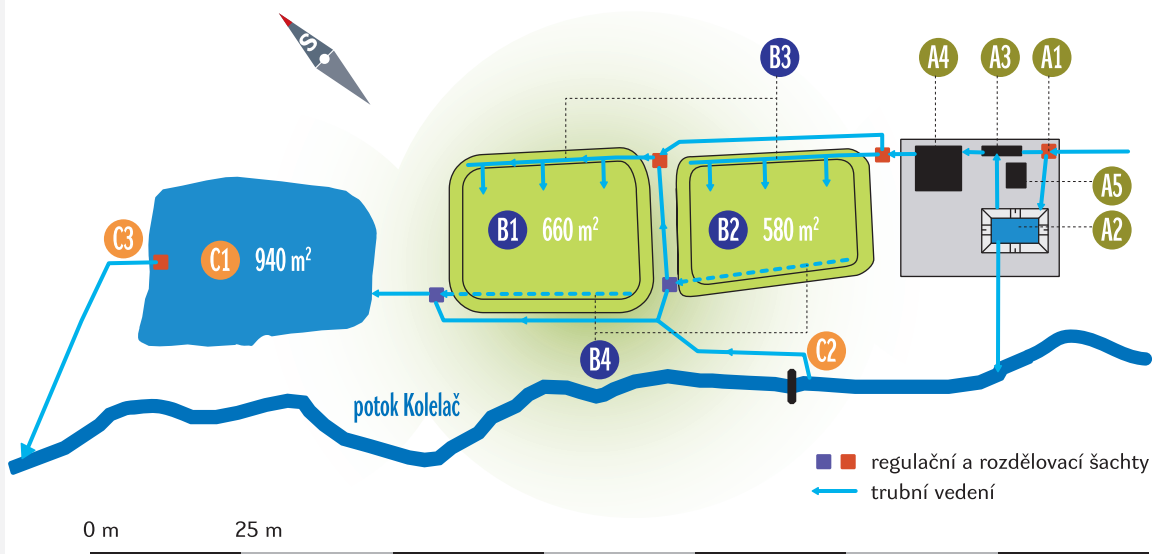 S
B3
A4 A3 A1
A5
B1 660 m²
B2 580 m²
A2
C3
C1 940 m²
C2
B4
potok Kolelač
regulační a rozdělovací šachty
trubní vedení
0 m 25 m